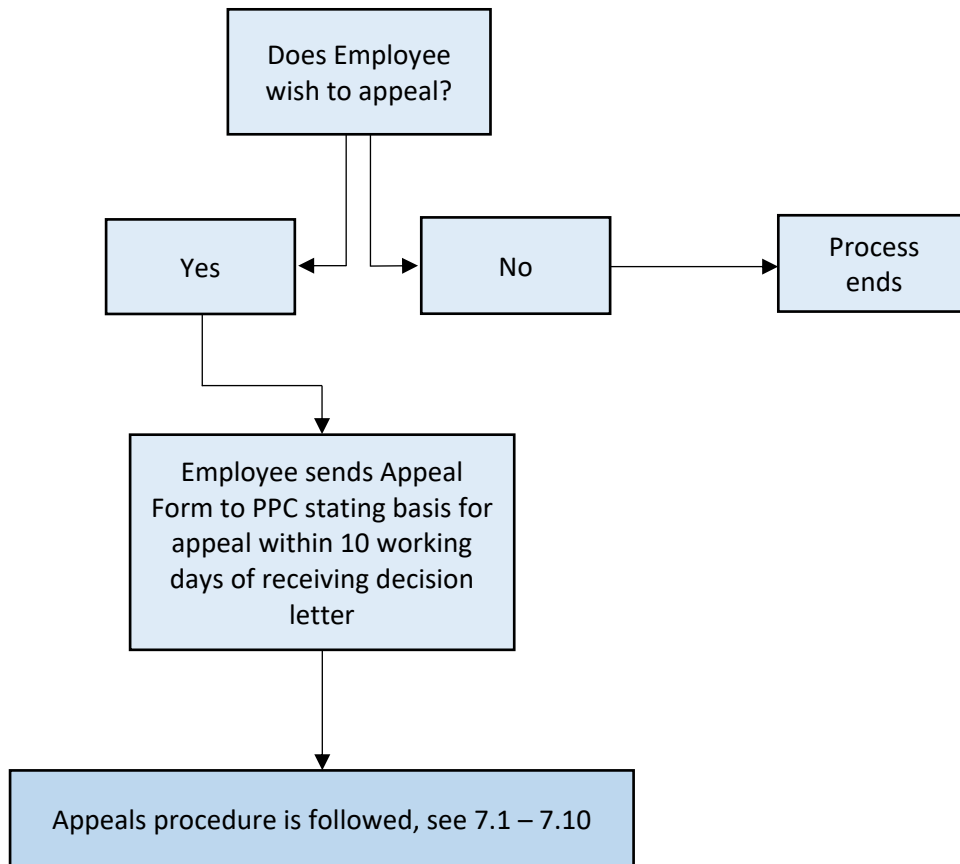 Does Employee
wish to appeal?
Yes
No
Process
ends
Employee sends Appeal
Form to PPC stating basis for
appeal within 10 working
days of receiving decision
letter
Appeals procedure is followed, see 7.1 – 7.10